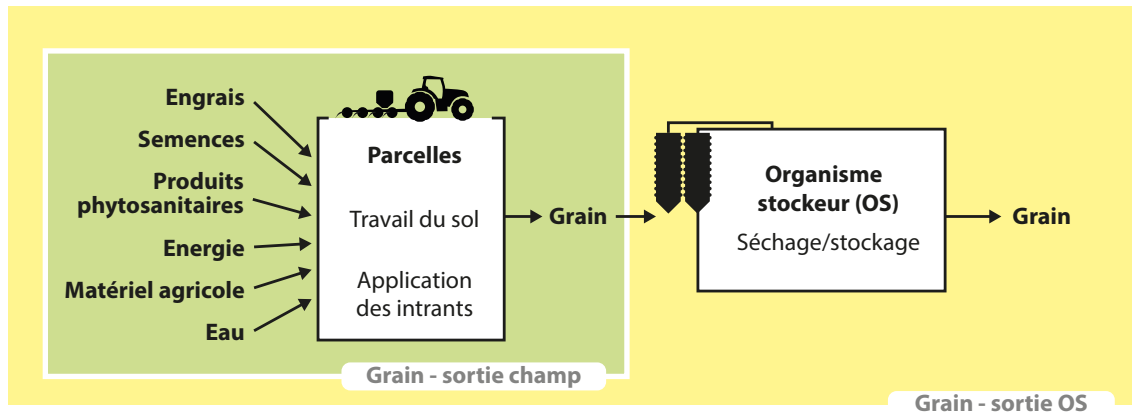 Engrais
Semences
Produits
phytosanitaires
Energie
Matériel agricole
Eau
Parcelles
Travail du sol
Application
des intrants
Grain
Organisme
stockeur (OS)
Séchage/stockage
Grain
Grain - sortie champ
Grain - sortie OS